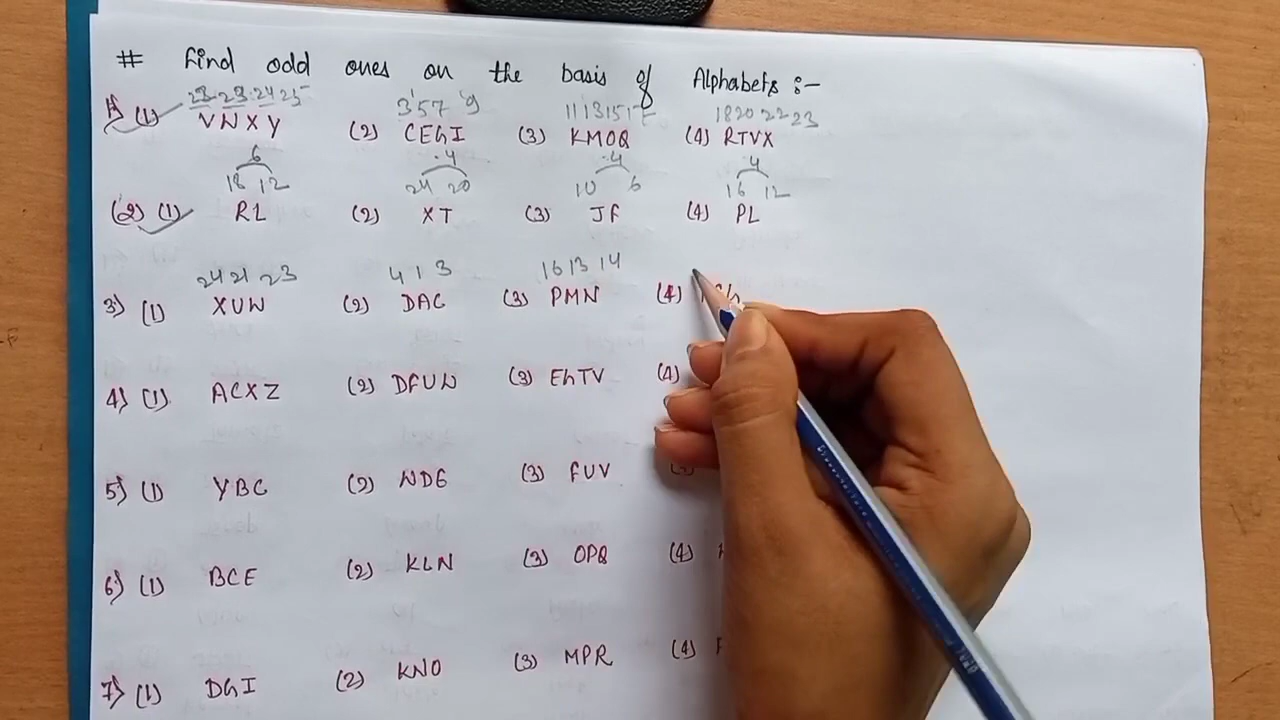 # find odd ones on the basis of Alphabets :-
23 23 24 25 3 5 7 9 11 13 15 17 18 20 22 23
1) (1) VWXY (2) CEGI (3) KMOQ (4) RTVX
6 4 4 4
18 12 24 20 10 6 16 12
(2) (1) RL (2) XT (3) JF (4) PL
24 21 23 4 1 3 16 13 14
3) (1) XUW (2) DAC (3) PMN (4)
4) (1) ACXZ (2) DFUW (3) EGTV (4)
5) (1) YBC (2) WDE (3) FUV
6) (1) BCE (2) KLN (3) OPQ (4)
7) (1) DGI (2) KNO (3) MPR (4)